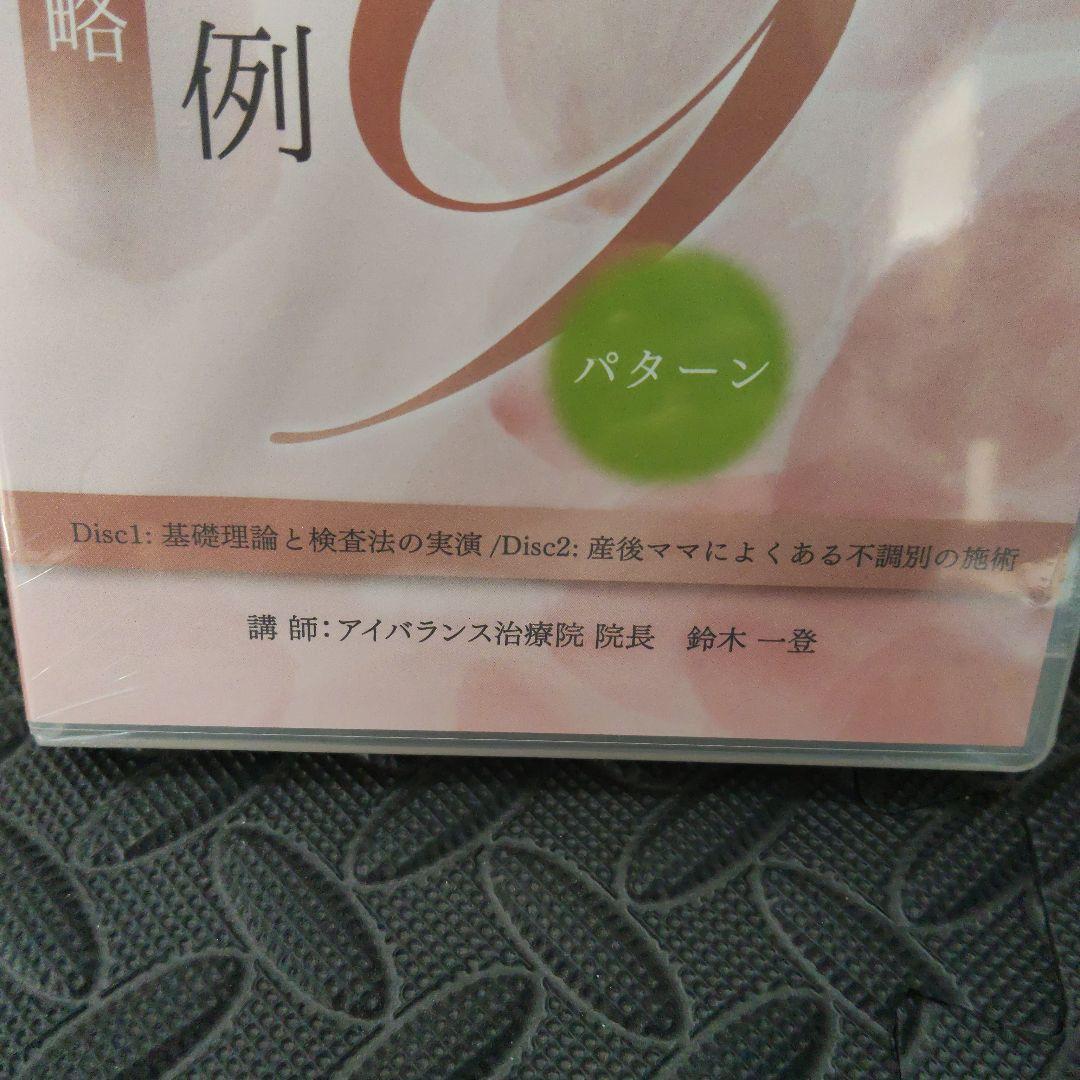 略
例
9
パターン
Disc1: 基礎理論と検査法の実演 /Disc2: 産後ママによくある不調別の施術
講 師：アイバランス治療院 院長　鈴木 一登